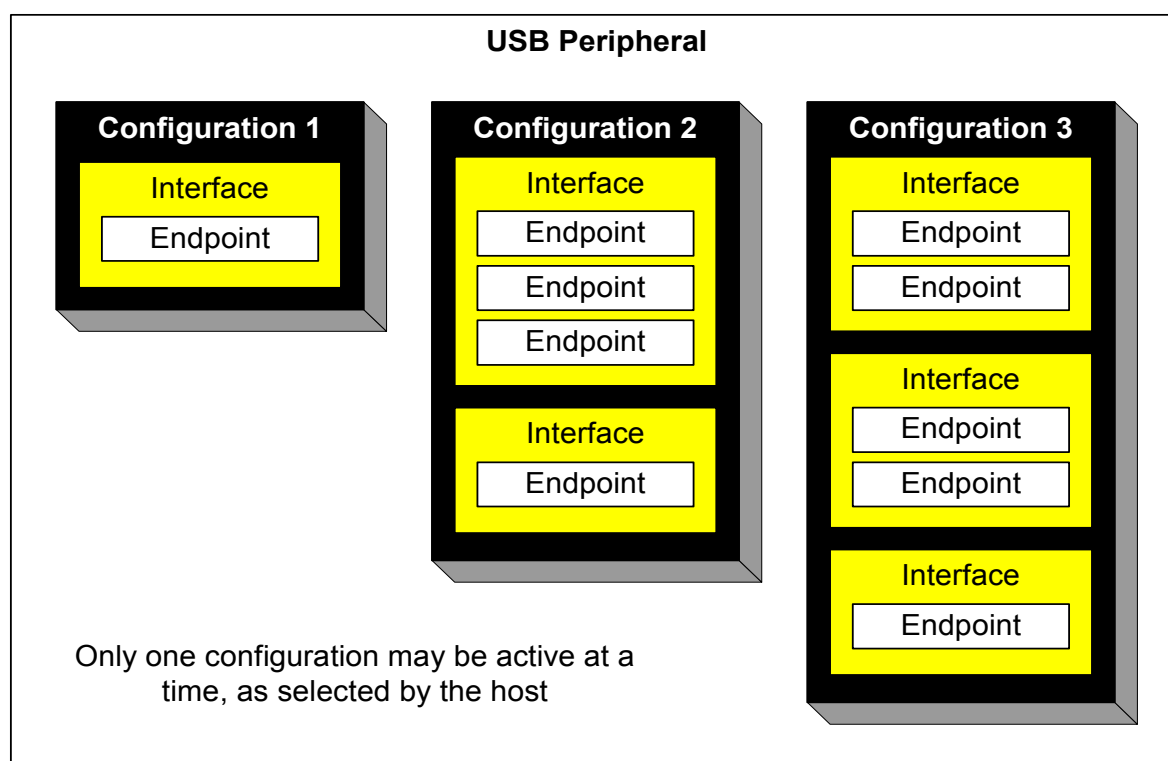 USB Peripheral
Configuration 1
Interface
Endpoint
Configuration 2
Interface
Endpoint
Endpoint
Endpoint
Interface
Endpoint
Configuration 3
Interface
Endpoint
Endpoint
Interface
Endpoint
Endpoint
Interface
Endpoint
Only one configuration may be active at a
time, as selected by the host